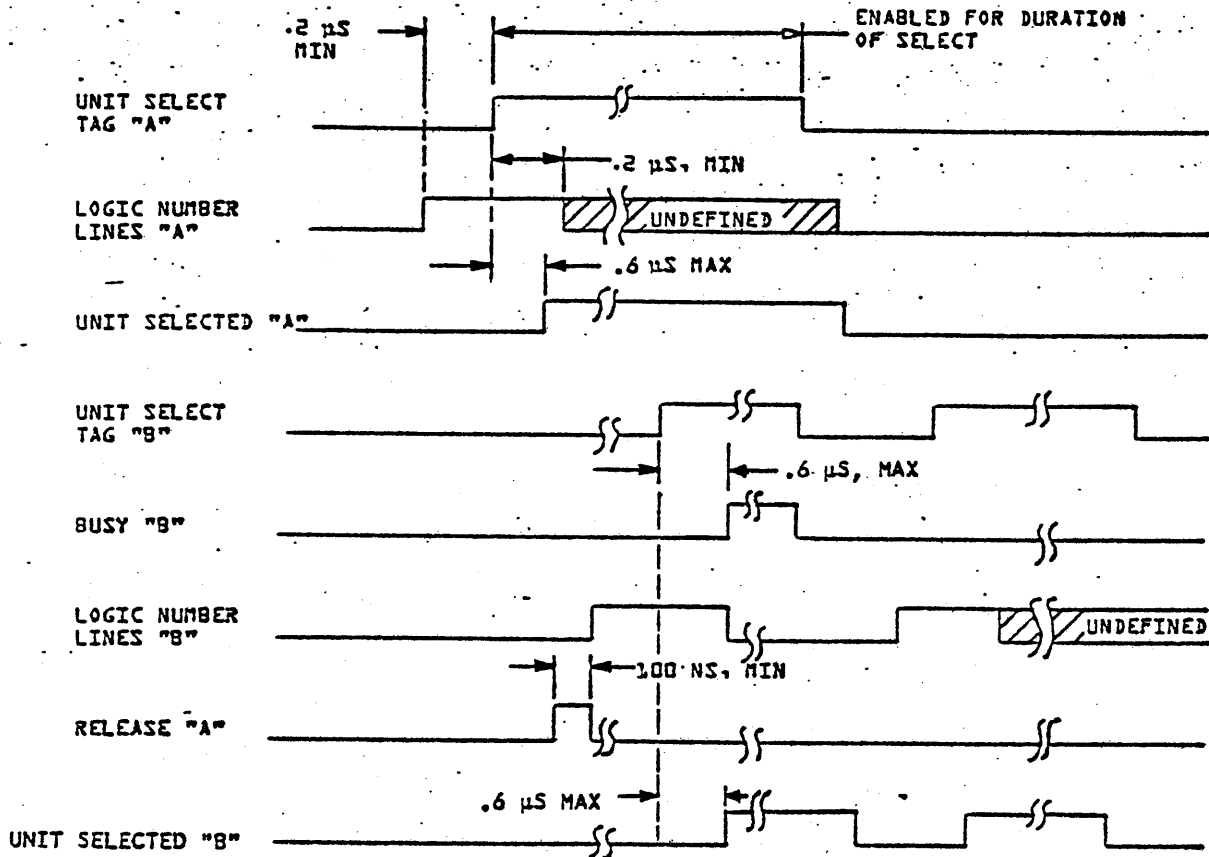 .2 µS
MIN
ENABLED FOR DURATION
OF SELECT
UNIT SELECT
TAG "A"
.2 µS, MIN
LOGIC NUMBER
LINES "A"
UNDEFINED
.6 µS MAX
UNIT SELECTED "A"
UNIT SELECT
TAG "B"
.6 µS, MAX
BUSY "B"
LOGIC NUMBER
LINES "B"
UNDEFINED
100 NS, MIN
RELEASE "A"
.6 µS MAX
UNIT SELECTED "B"